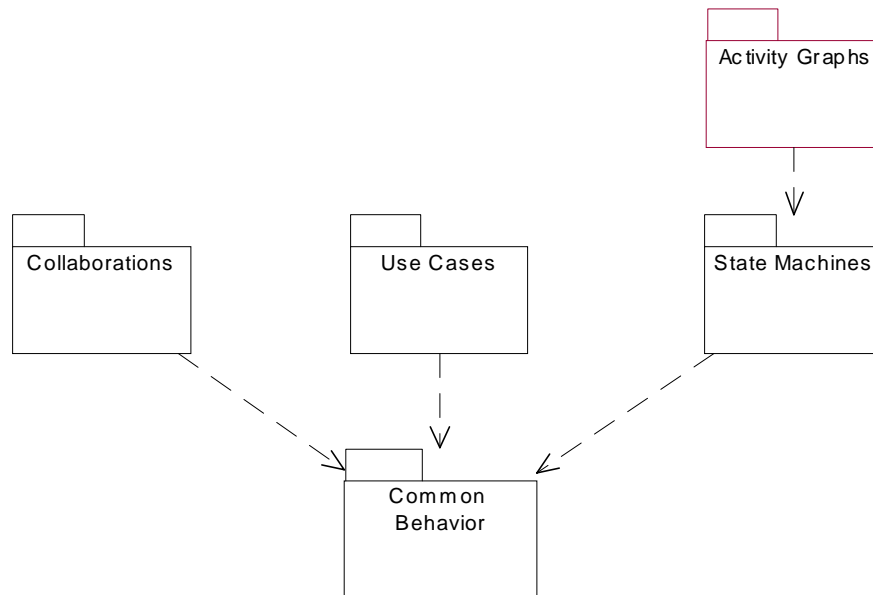 Activity Graphs
Collaborations
Use Cases
State Machines
Common
Behavior